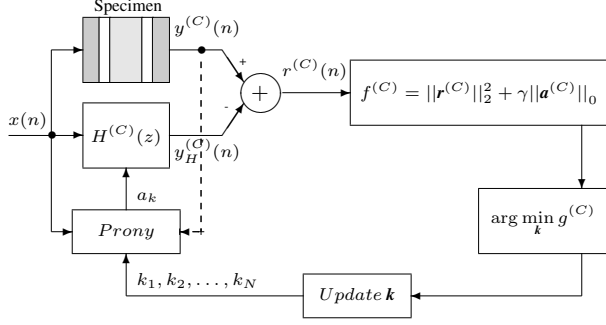 Specimen
y^{(C)}(n)
+
x(n)
H^{(C)}(z)
-
y_H^{(C)}(n)
+
r^{(C)}(n)
f^{(C)} = ||r^{(C)}||_2^2 + γ||a^{(C)}||_0
a_k
Prony
arg min_k g^{(C)}
k_1, k_2, …, k_N
Update k